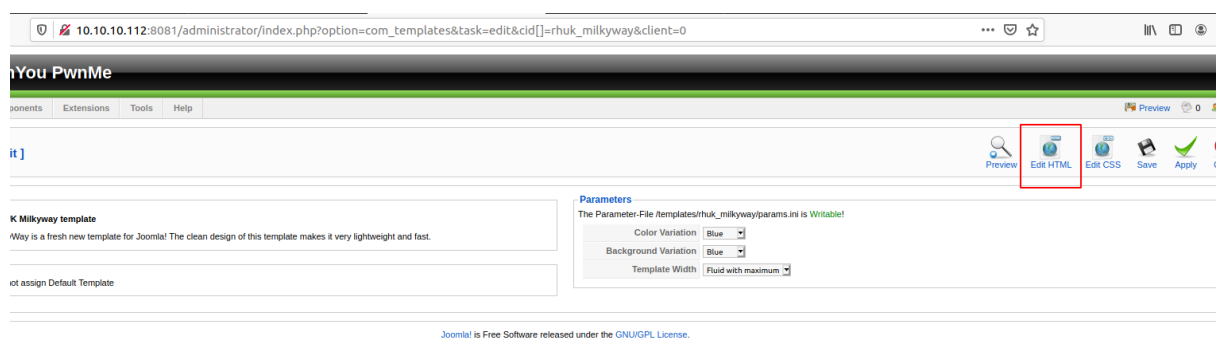 10.10.10.112:8081/administrator/index.php?option=com_templates&task=edit&cid[]=rhuk_milkyway&client=0
nYou PwnMe
ponents Extensions Tools Help Preview 0
it ]
Preview Edit HTML Edit CSS Save Apply
K Milkyway template
yWay is a fresh new template for Joomla! The clean design of this template makes it very lightweight and fast.
not assign Default Template
Parameters
The Parameter-File /templates/rhuk_milkyway/params.ini is Writable!
Color Variation Blue
Background Variation Blue
Template Width Fluid with maximum
Joomla! is Free Software released under the GNU/GPL License.